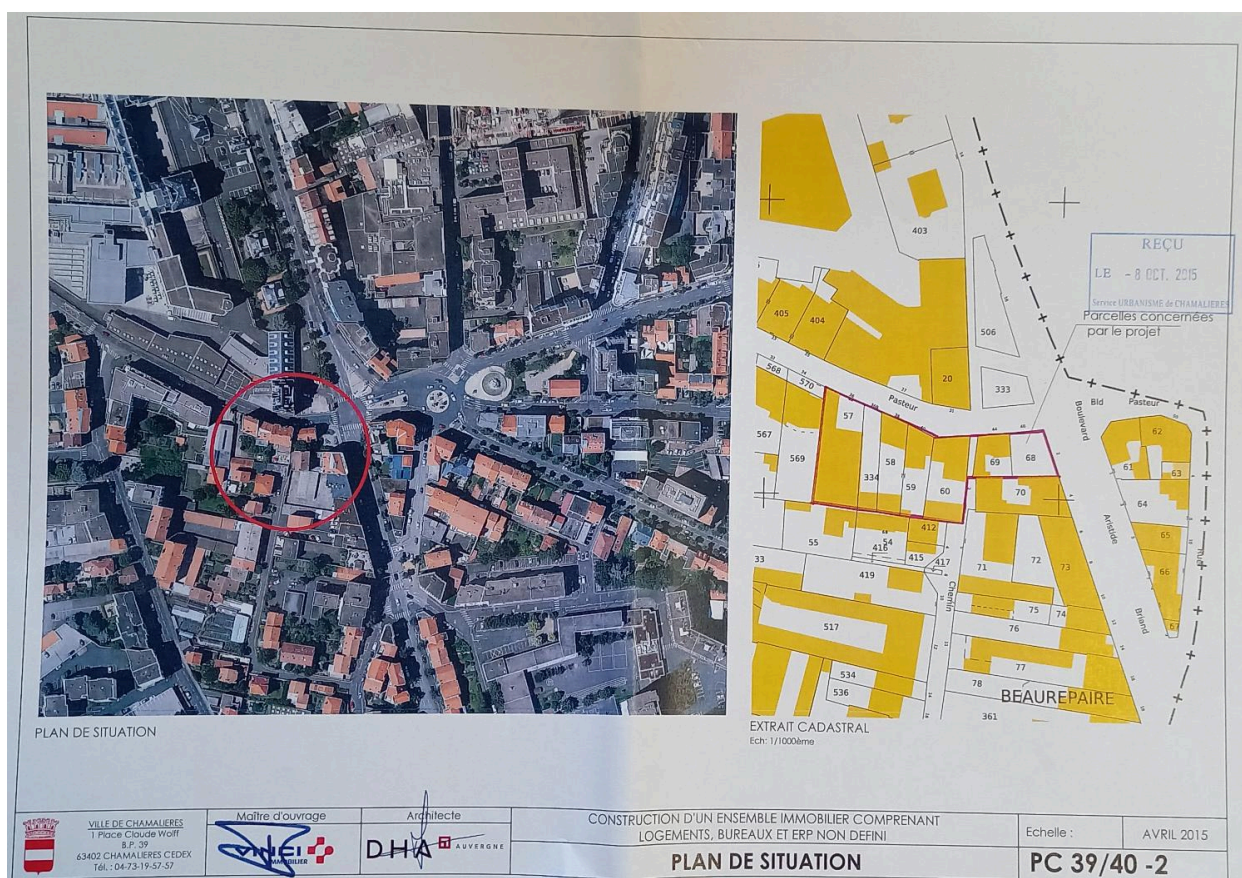 REÇU
LE - 8 OCT. 2015
Service URBANISME de CHAMALIERES
Parcelles concernées
par le projet
403
405
404
506
20
333
568
570
Pasteur
Bld Pasteur
Boulevard
57
567
569
334
58
59
60
69
68
70
62
61
63
64
65
66
Aristide
Briand
55
54
412
416
415
417
33
419
Chemin
71
72
73
517
75
74
76
534
536
77
78
361
BEAUREPAIRE
PLAN DE SITUATION
EXTRAIT CADASTRAL
Ech: 1/1000ème
VILLE DE CHAMALIERES
1 Place Claude Wolff
B.P. 39
63402 CHAMALIERES CEDEX
Tél. : 04-73-19-57-57
Maître d'ouvrage
VINCI
IMMOBILIER
Architecte
DHA AUVERGNE
CONSTRUCTION D'UN ENSEMBLE IMMOBILIER COMPRENANT
LOGEMENTS, BUREAUX ET ERP NON DEFINI
PLAN DE SITUATION
Echelle :
AVRIL 2015
PC 39/40 -2